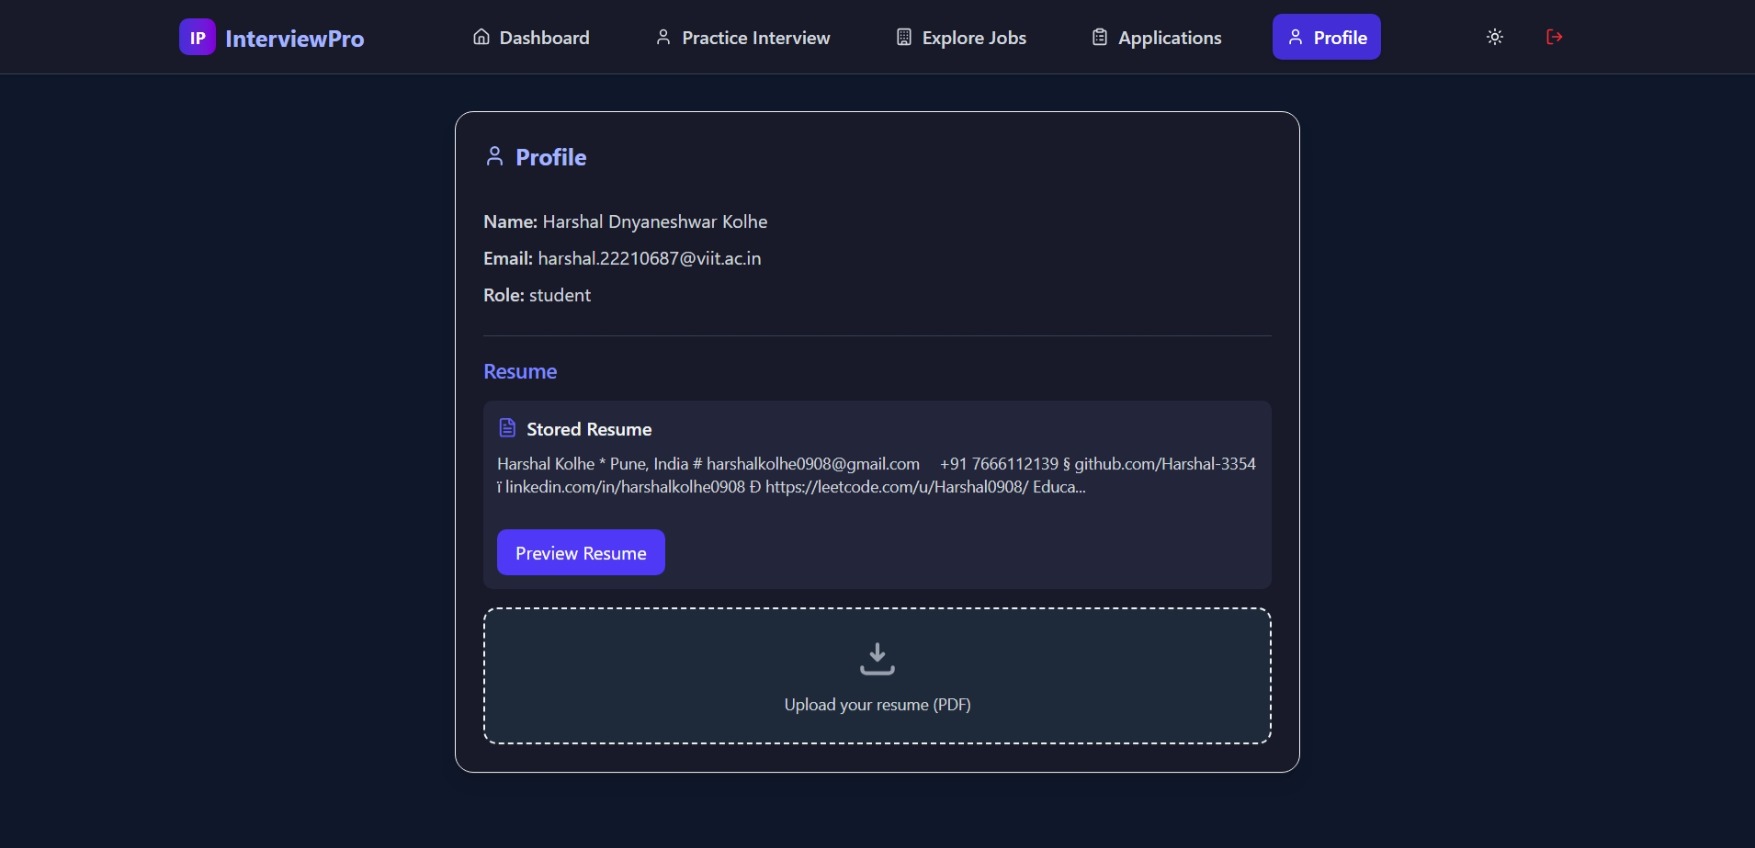 IP InterviewPro Dashboard Practice Interview Explore Jobs Applications Profile
Profile
Name: Harshal Dnyaneshwar Kolhe
Email: harshal.22210687@viit.ac.in
Role: student
Resume
Stored Resume
Harshal Kolhe * Pune, India # harshalkolhe0908@gmail.com +91 7666112139 § github.com/Harshal-3354
ï linkedin.com/in/harshalkolhe0908 Ð https://leetcode.com/u/Harshal0908/ Educa...
Preview Resume
Upload your resume (PDF)